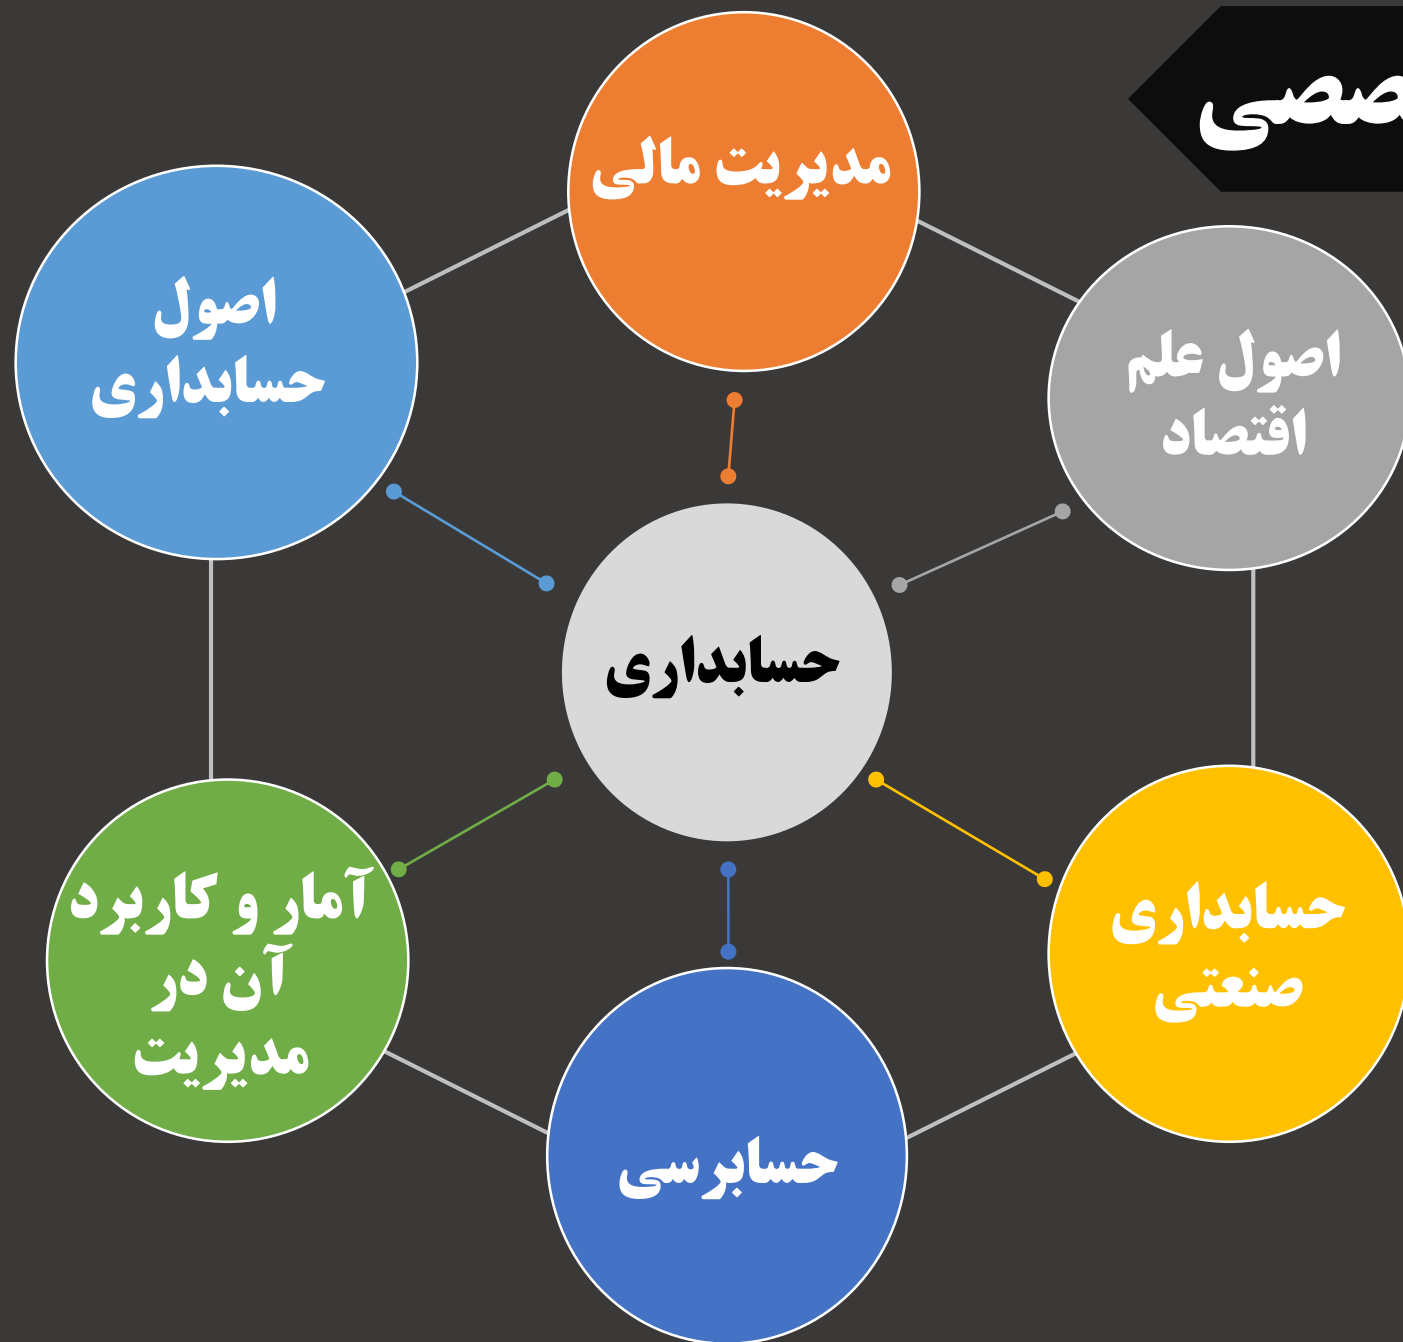 مدیریت مالی
اصول علم
اقتصاد
اصول
حسابداری
حسابداری
حسابداری
صنعتی
آمار و کاربرد
آن در
مدیریت
حسابرسی